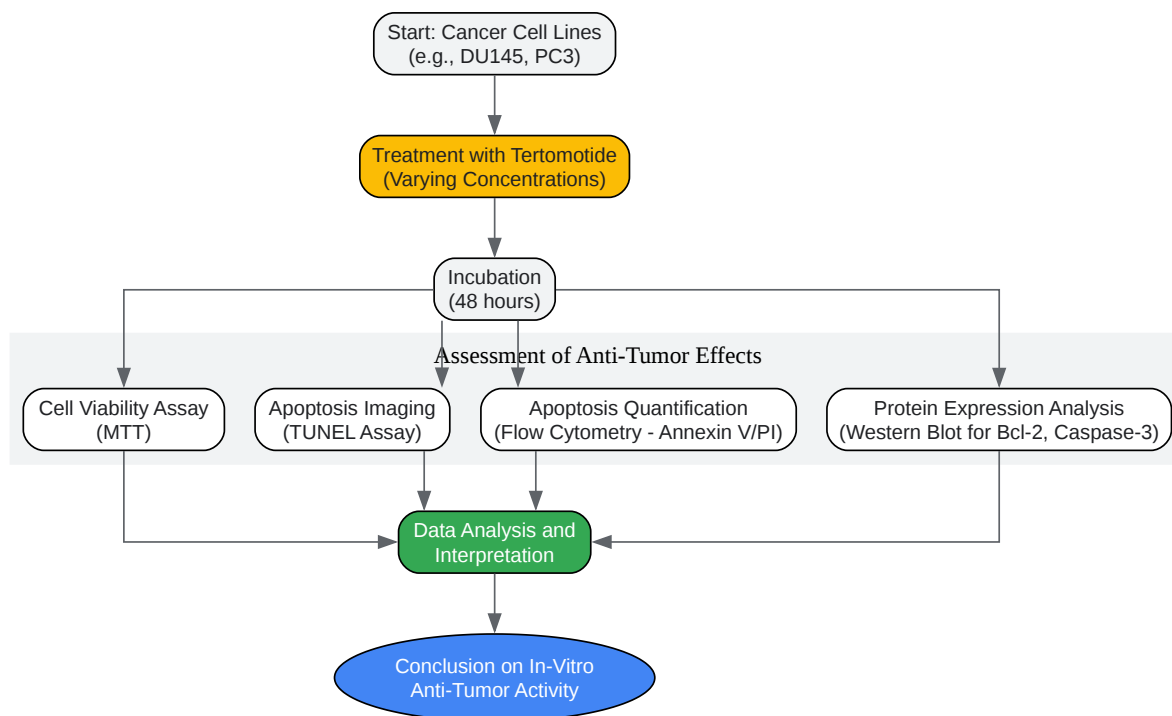 Start: Cancer Cell Lines
(e.g., DU145, PC3)
Treatment with Tertomotide
(Varying Concentrations)
Incubation
(48 hours)
Assessment of Anti-Tumor Effects
Cell Viability Assay
(MTT)
Apoptosis Imaging
(TUNEL Assay)
Apoptosis Quantification
(Flow Cytometry - Annexin V/PI)
Protein Expression Analysis
(Western Blot for Bcl-2, Caspase-3)
Data Analysis and
Interpretation
Conclusion on In-Vitro
Anti-Tumor Activity